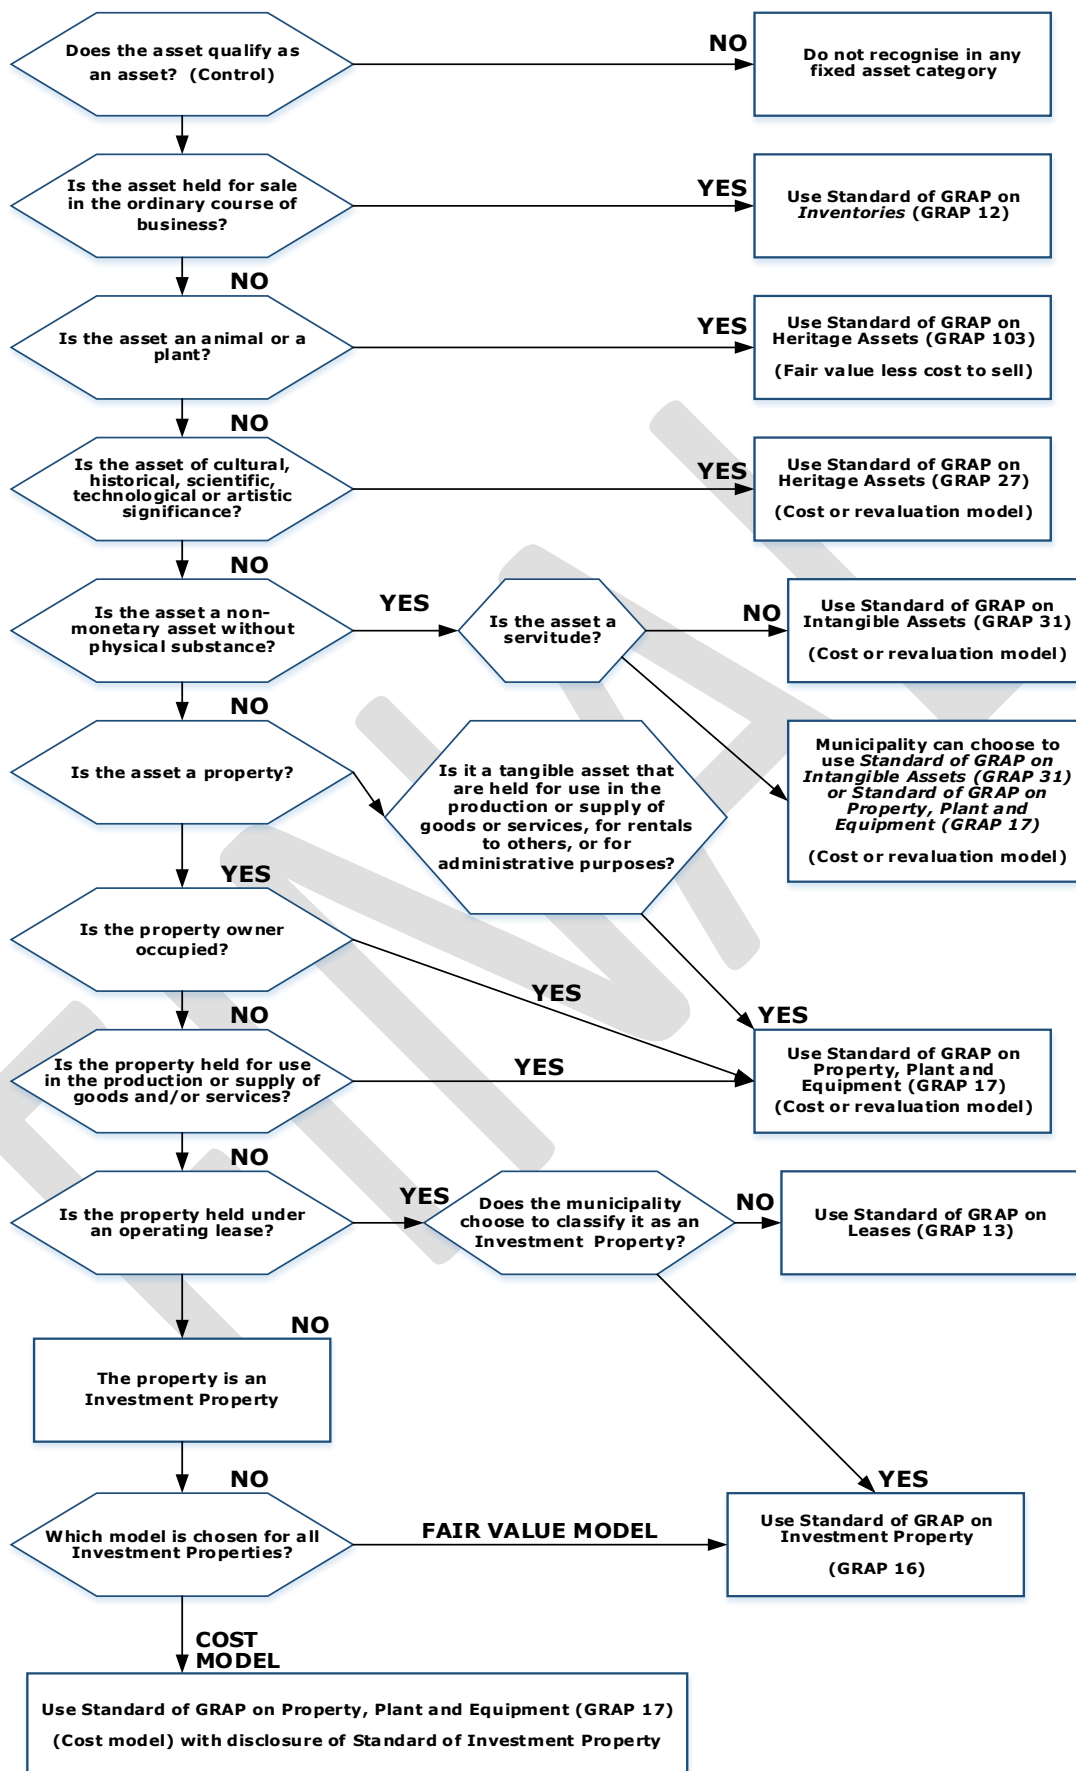 Does the asset qualify as
an asset? (Control)
NO
Do not recognise in any
fixed asset category
Is the asset held for sale
in the ordinary course of
business?
YES
Use Standard of GRAP on
Inventories (GRAP 12)
NO
Is the asset an animal or a
plant?
YES
Use Standard of GRAP on
Heritage Assets (GRAP 103)
(Fair value less cost to sell)
NO
Is the asset of cultural,
historical, scientific,
technological or artistic
significance?
YES
Use Standard of GRAP on
Heritage Assets (GRAP 27)
(Cost or revaluation model)
NO
Is the asset a non-
monetary asset without
physical substance?
YES
Is the asset a
servitude?
NO
Use Standard of GRAP on
Intangible Assets (GRAP 31)
(Cost or revaluation model)
NO
Is the asset a property?
Is it a tangible asset that
are held for use in the
production or supply of
goods or services, for rentals
to others, or for
administrative purposes?
Municipality can choose to
use Standard of GRAP on
Intangible Assets (GRAP 31)
or Standard of GRAP on
Property, Plant and
Equipment (GRAP 17)
(Cost or revaluation model)
YES
Is the property owner
occupied?
YES
YES
NO
Is the property held for use
in the production or supply of
goods and/or services?
YES
Use Standard of GRAP on
Property, Plant and
Equipment (GRAP 17)
(Cost or revaluation model)
NO
Is the property held under
an operating lease?
YES
Does the municipality
choose to classify it as an
Investment Property?
NO
Use Standard of GRAP on
Leases (GRAP 13)
NO
The property is an
Investment Property
NO
YES
Which model is chosen for all
Investment Properties?
FAIR VALUE MODEL
Use Standard of GRAP on
Investment Property
(GRAP 16)
COST
MODEL
Use Standard of GRAP on Property, Plant and Equipment (GRAP 17)
(Cost model) with disclosure of Standard of Investment Property
FINAL